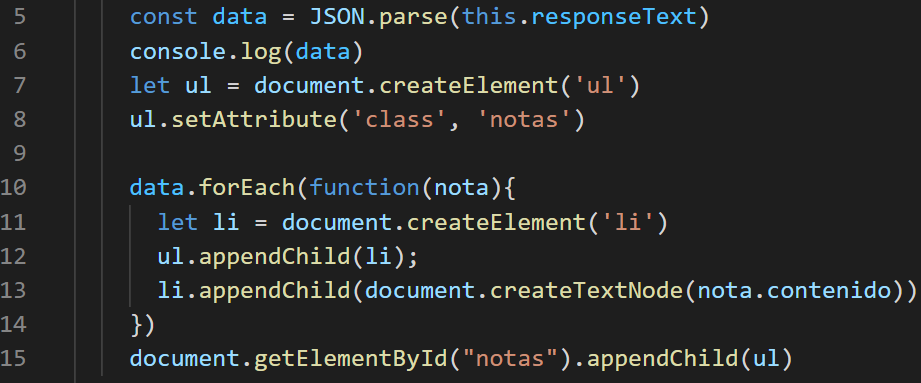 5 const data = JSON.parse(this.responseText)
6 console.log(data)
7 let ul = document.createElement('ul')
8 ul.setAttribute('class', 'notas')
9
10 data.forEach(function(nota){
11 let li = document.createElement('li')
12 ul.appendChild(li);
13 li.appendChild(document.createTextNode(nota.contenido))
14 })
15 document.getElementById("notas").appendChild(ul)